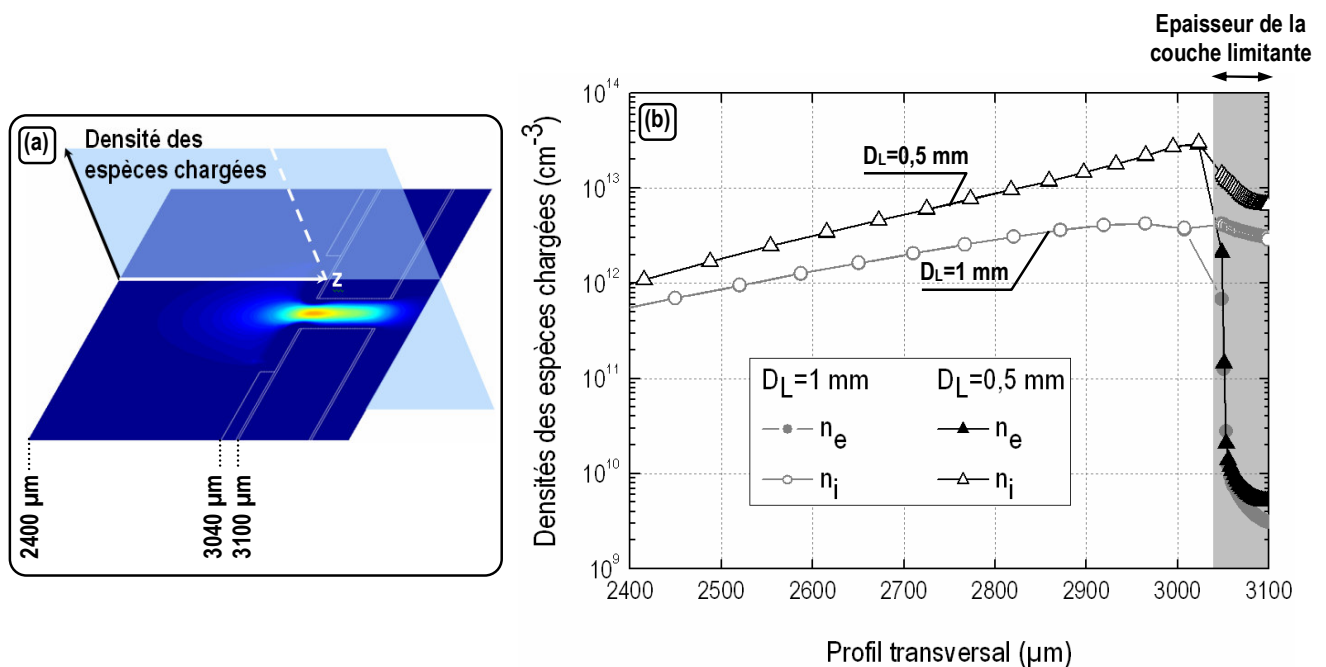 Epaisseur de la
couche limitante
(a)
Densité des
espèces chargées
z
2400 µm
3040 µm
3100 µm
(b)
Densités des espèces chargées (cm-3)
10^14
10^13
10^12
10^11
10^10
10^9
D_L=0,5 mm
D_L=1 mm
D_L=1 mm D_L=0,5 mm
n_e n_e
n_i n_i
2400 2500 2600 2700 2800 2900 3000 3100
Profil transversal (µm)